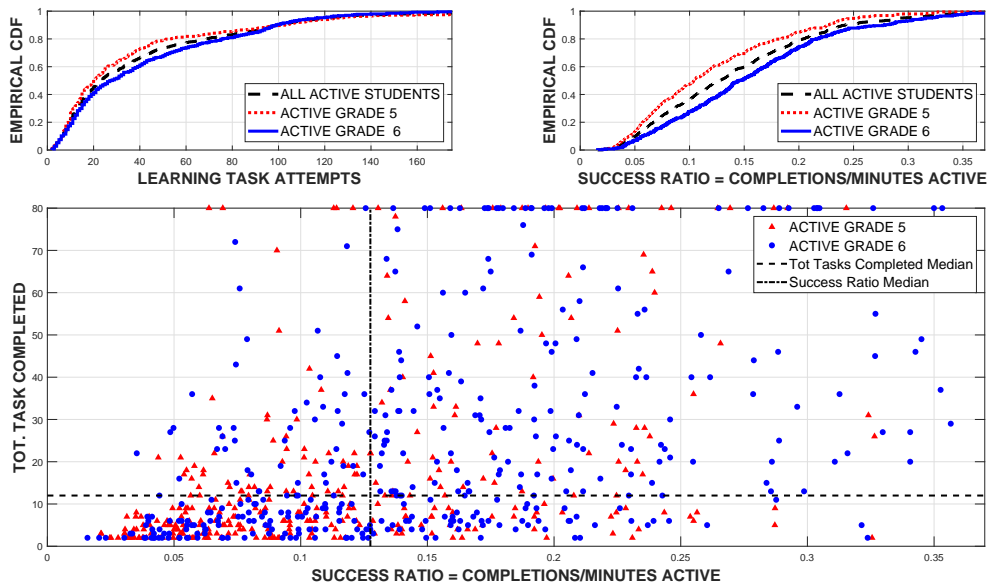 EMPIRICAL CDF
1
0.8
0.6
0.4
0.2
0
20
40
60
80
100
120
140
160
ALL ACTIVE STUDENTS
ACTIVE GRADE 5
ACTIVE GRADE 6
LEARNING TASK ATTEMPTS
EMPIRICAL CDF
1
0.8
0.6
0.4
0.2
0
0
0.05
0.1
0.15
0.2
0.25
0.3
0.35
ALL ACTIVE STUDENTS
ACTIVE GRADE 5
ACTIVE GRADE 6
SUCCESS RATIO = COMPLETIONS/MINUTES ACTIVE
TOT. TASK COMPLETED
80
70
60
50
40
30
20
10
0
0
0.05
0.1
0.15
0.2
0.25
0.3
0.35
ACTIVE GRADE 5
ACTIVE GRADE 6
Tot Tasks Completed Median
Success Ratio Median
SUCCESS RATIO = COMPLETIONS/MINUTES ACTIVE